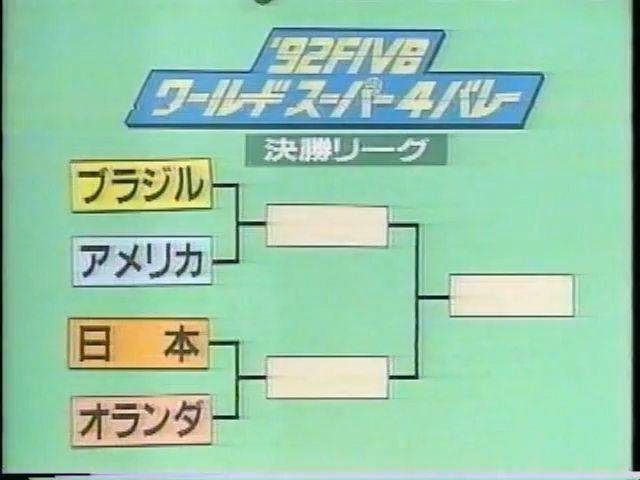 '92FIVB
ワールドスーパー4バレー
決勝リーグ
ブラジル
アメリカ
日 本
オランダ